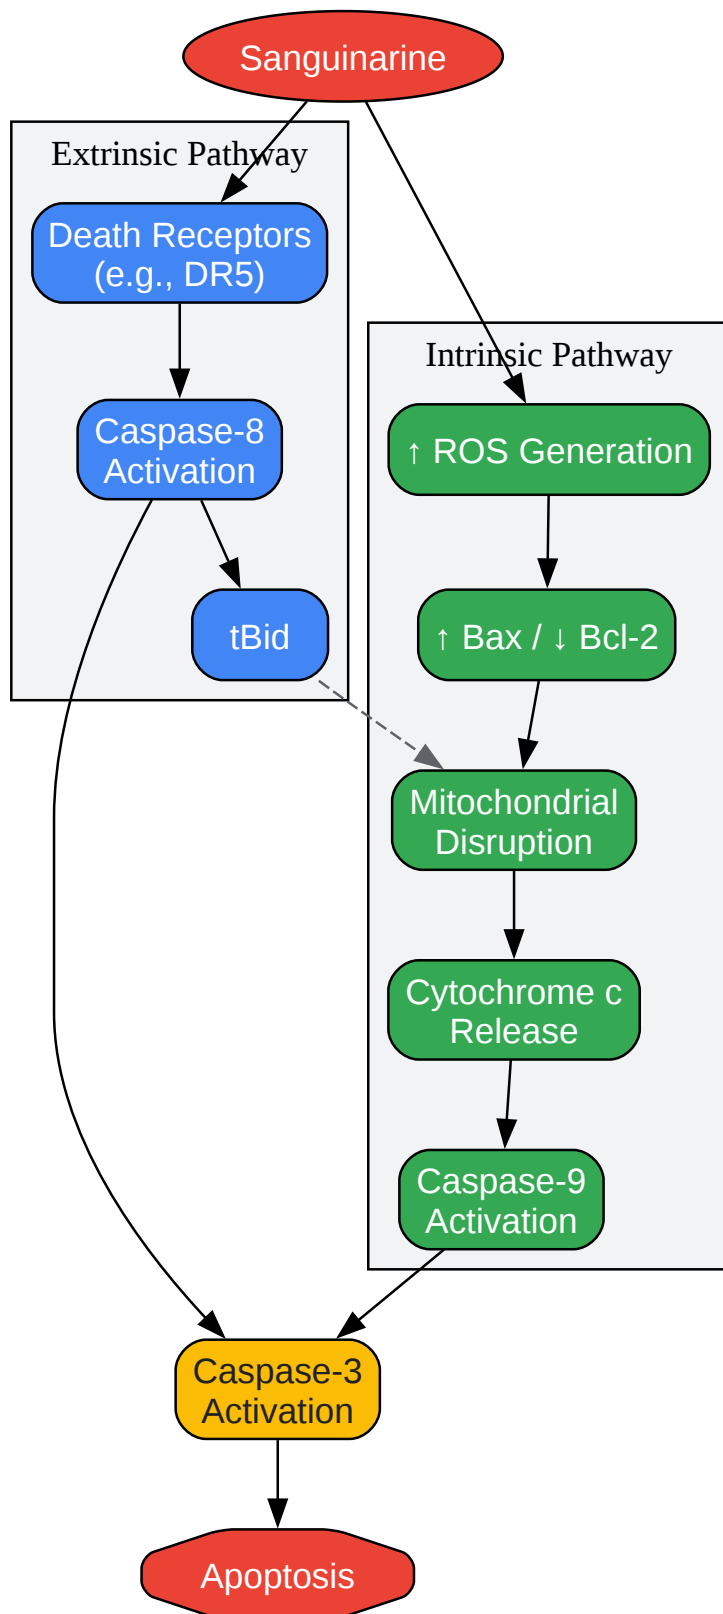 Sanguinarine
Extrinsic Pathway
Death Receptors
(e.g., DR5)
Intrinsic Pathway
Caspase-8
Activation
↑ ROS Generation
tBid
↑ Bax / ↓ Bcl-2
Mitochondrial
Disruption
Cytochrome c
Release
Caspase-9
Activation
Caspase-3
Activation
Apoptosis